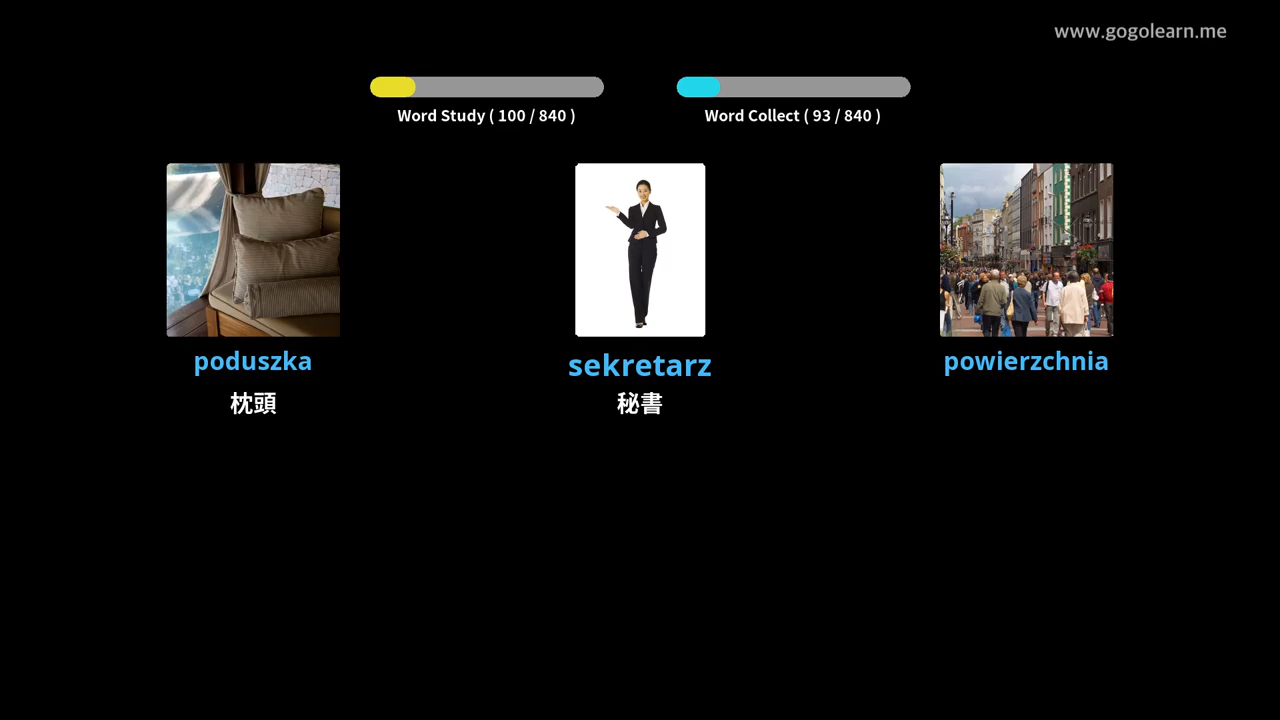 www.gogolearn.me
Word Study ( 100 / 840 )
Word Collect ( 93 / 840 )
poduszka
sekretarz
powierzchnia
枕頭
秘書